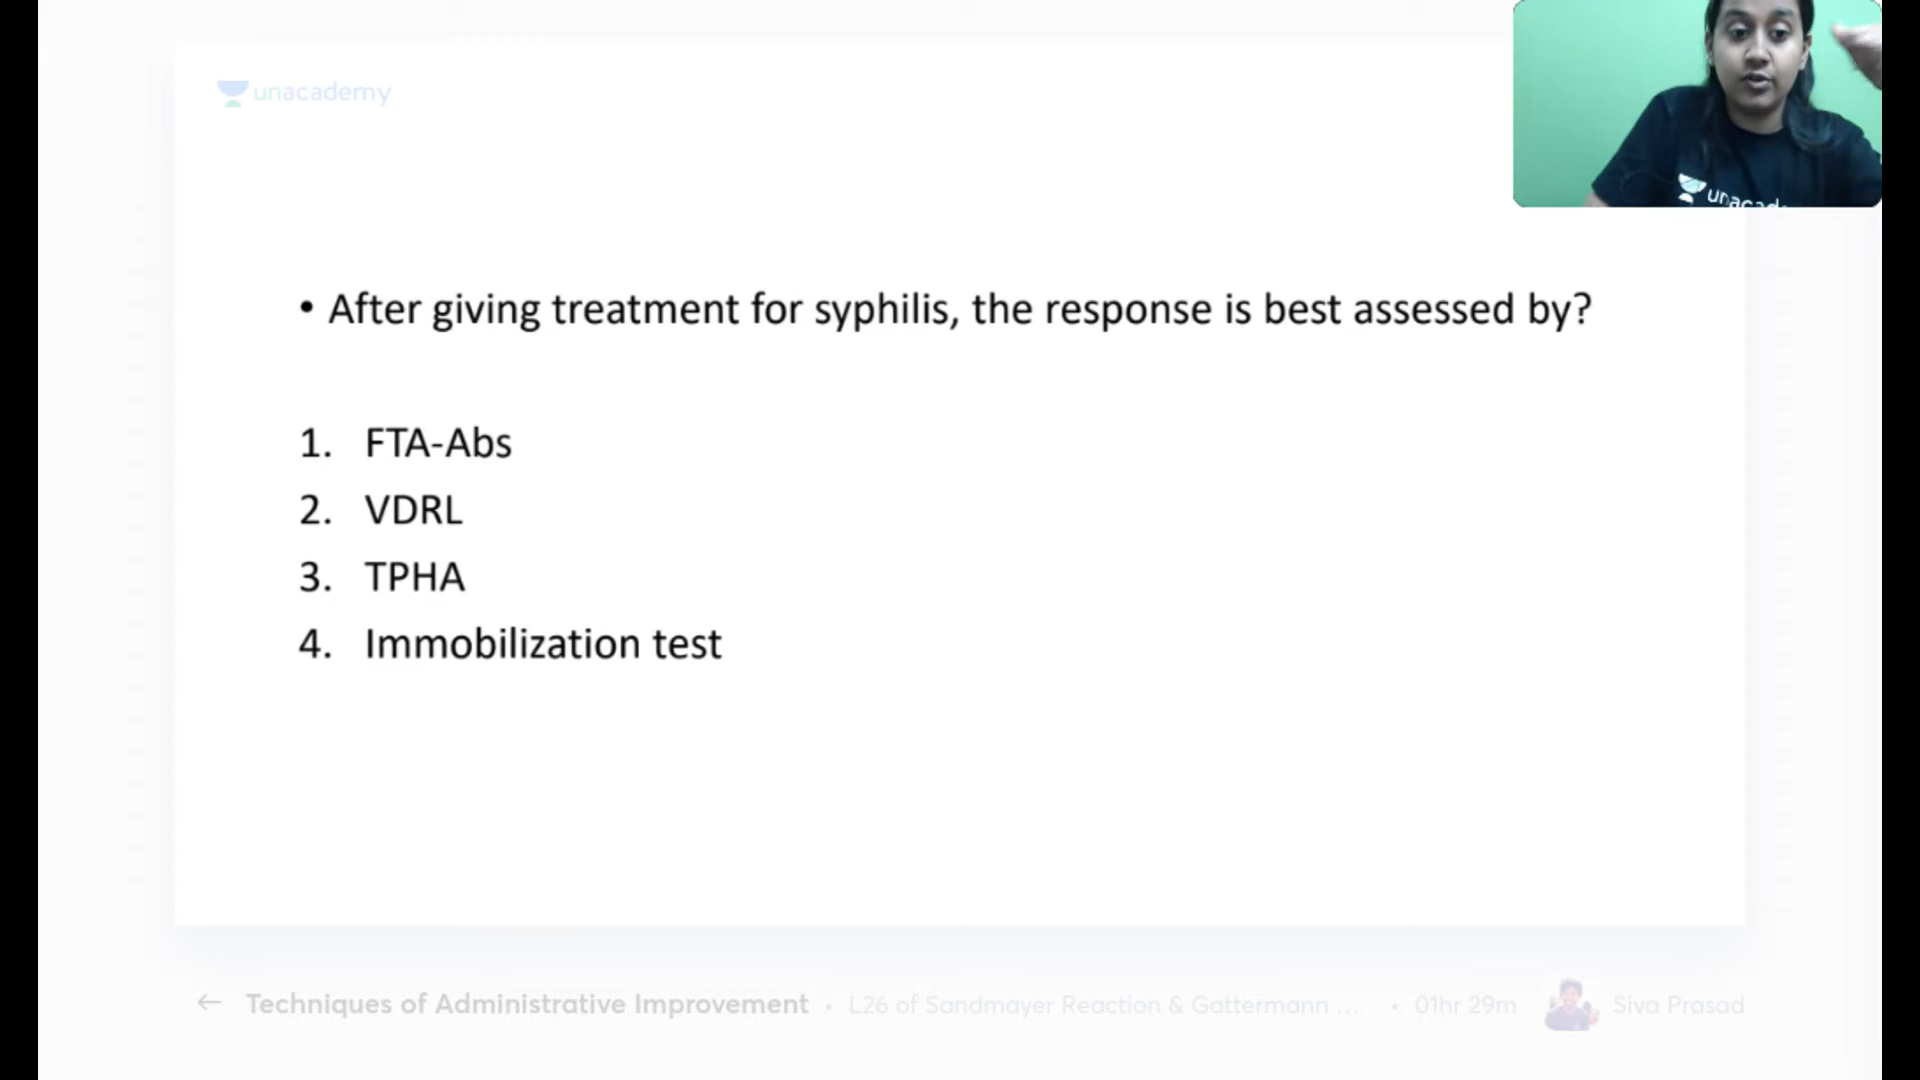 unacademy
unacad
• After giving treatment for syphilis, the response is best assessed by?
1. FTA-Abs
2. VDRL
3. TPHA
4. Immobilization test
← Techniques of Administrative Improvement • L26 of Sandmayer Reaction & Gattermann ... • 01hr 29m Siva Prasad